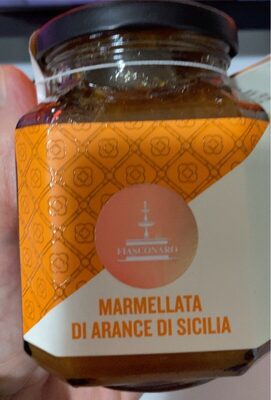 FIASCONARO
MARMELLATA
DI ARANCE DI SICILIA